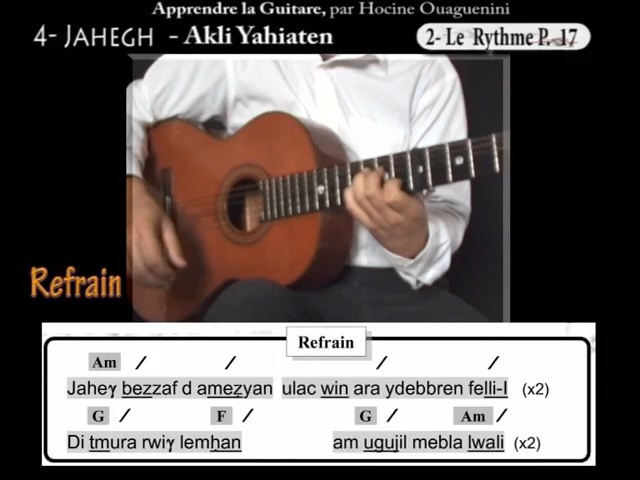 Apprendre la Guitare, par Hocine Ouaguenini
4- JAHEGH - Akli Yahiaten
2- Le Rythme P. 17
Refrain
Refrain
Am / / / /
Jaheɣ bezzaf d amezyan ulac win ara ydebbren felli-I (x2)
G / F / G / Am /
Di tmura rwiɣ lemḥan am ugujil mebla lwali (x2)